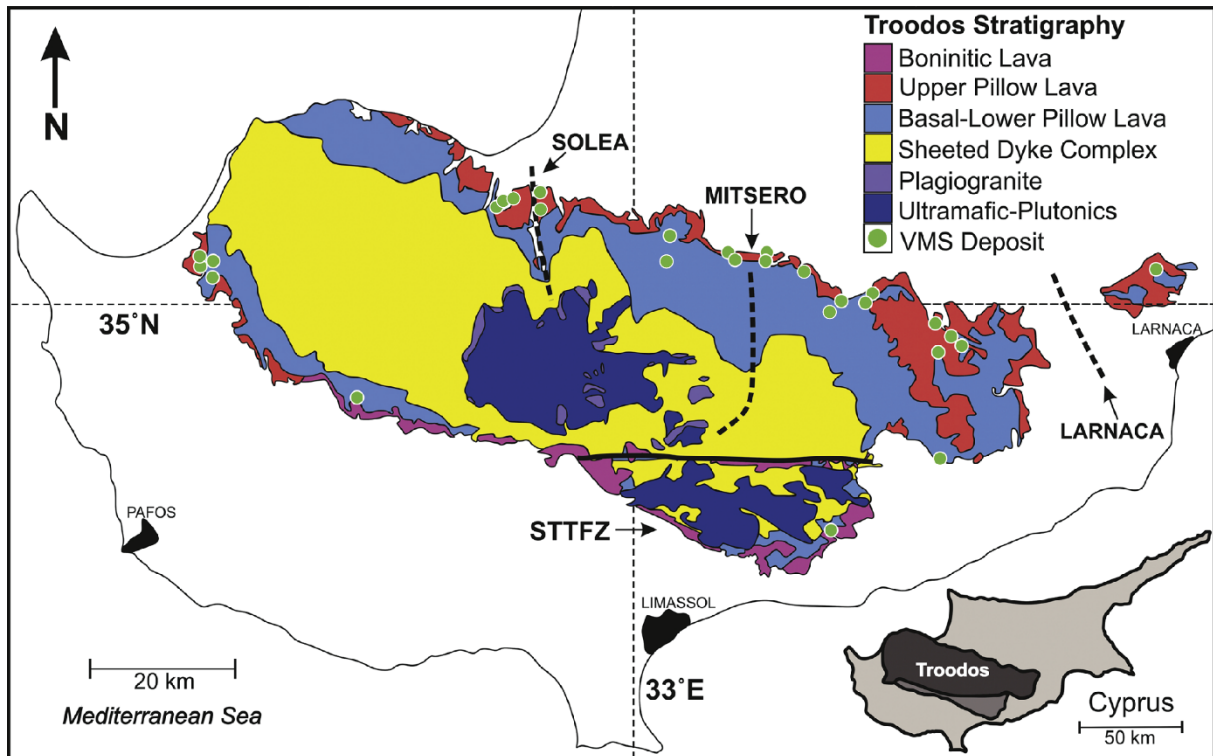 Troodos Stratigraphy
Boninitic Lava
Upper Pillow Lava
Basal-Lower Pillow Lava
Sheeted Dyke Complex
Plagiogranite
Ultramafic-Plutonics
VMS Deposit
N
SOLEA
MITSERO
35°N
LARNACA
LARNACA
PAFOS
STTFZ
LIMASSOL
33°E
20 km
Mediterranean Sea
Troodos
Cyprus
50 km